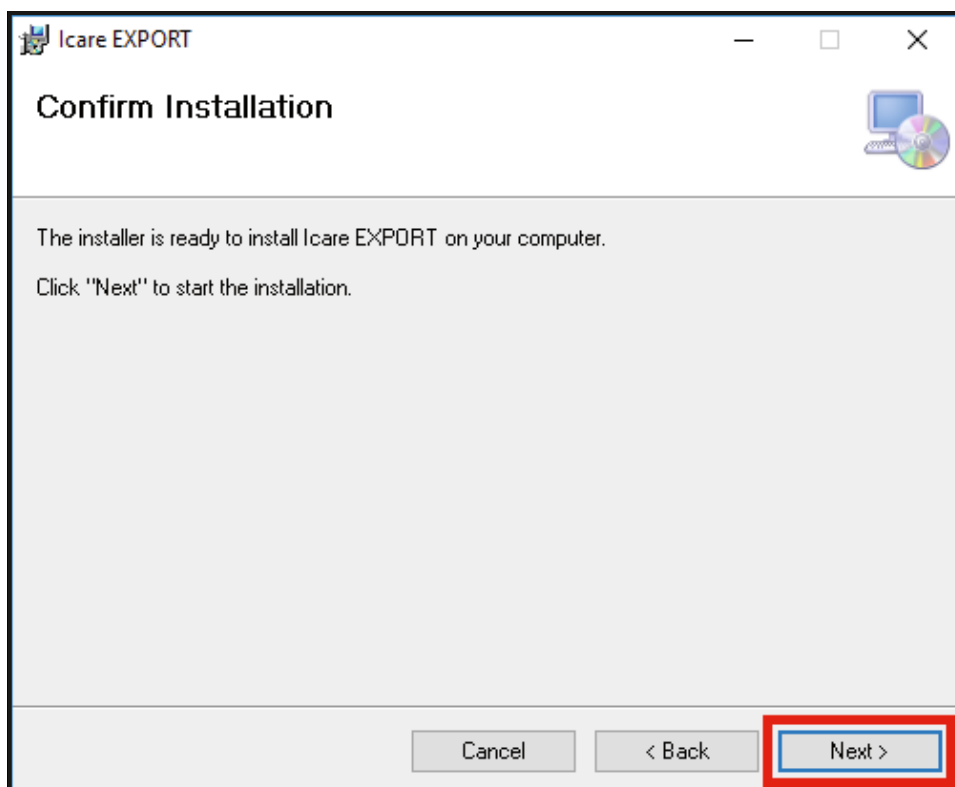 Icare EXPORT
Confirm Installation
The installer is ready to install Icare EXPORT on your computer.
Click "Next" to start the installation.
Cancel
< Back
Next >